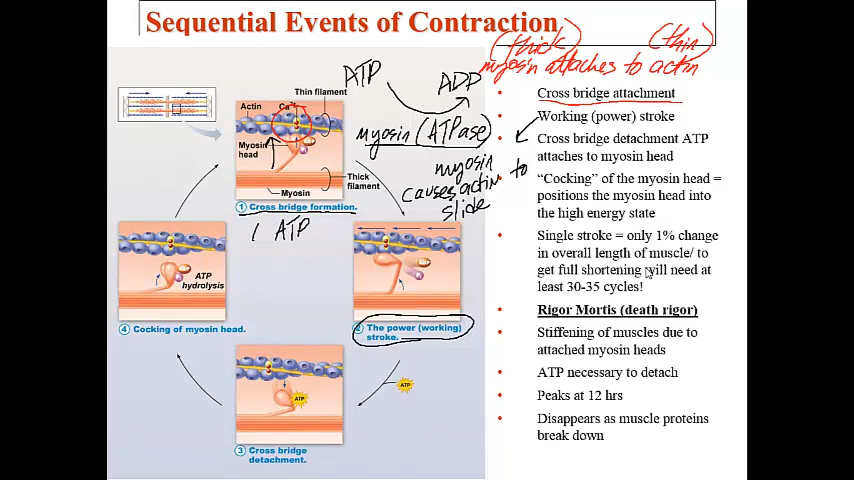 Sequential Events of Contraction
(thick) (thin)
myosin attaches to actin
ATP
ADP
myosin (ATPase)
myosin
causes actin to
slide
1 ATP
Thin filament
Actin
Ca2+
Myosin
head
Thick
filament
Myosin
1 Cross bridge formation.
2 The power (working)
stroke.
ATP
3 Cross bridge
detachment.
ATP
ATP
hydrolysis
4 Cocking of myosin head.
• Cross bridge attachment
• Working (power) stroke
• Cross bridge detachment ATP
attaches to myosin head
• “Cocking” of the myosin head =
positions the myosin head into
the high energy state
• Single stroke = only 1% change
in overall length of muscle/ to
get full shortening will need at
least 30-35 cycles!
• Rigor Mortis (death rigor)
• Stiffening of muscles due to
attached myosin heads
• ATP necessary to detach
• Peaks at 12 hrs
• Disappears as muscle proteins
break down